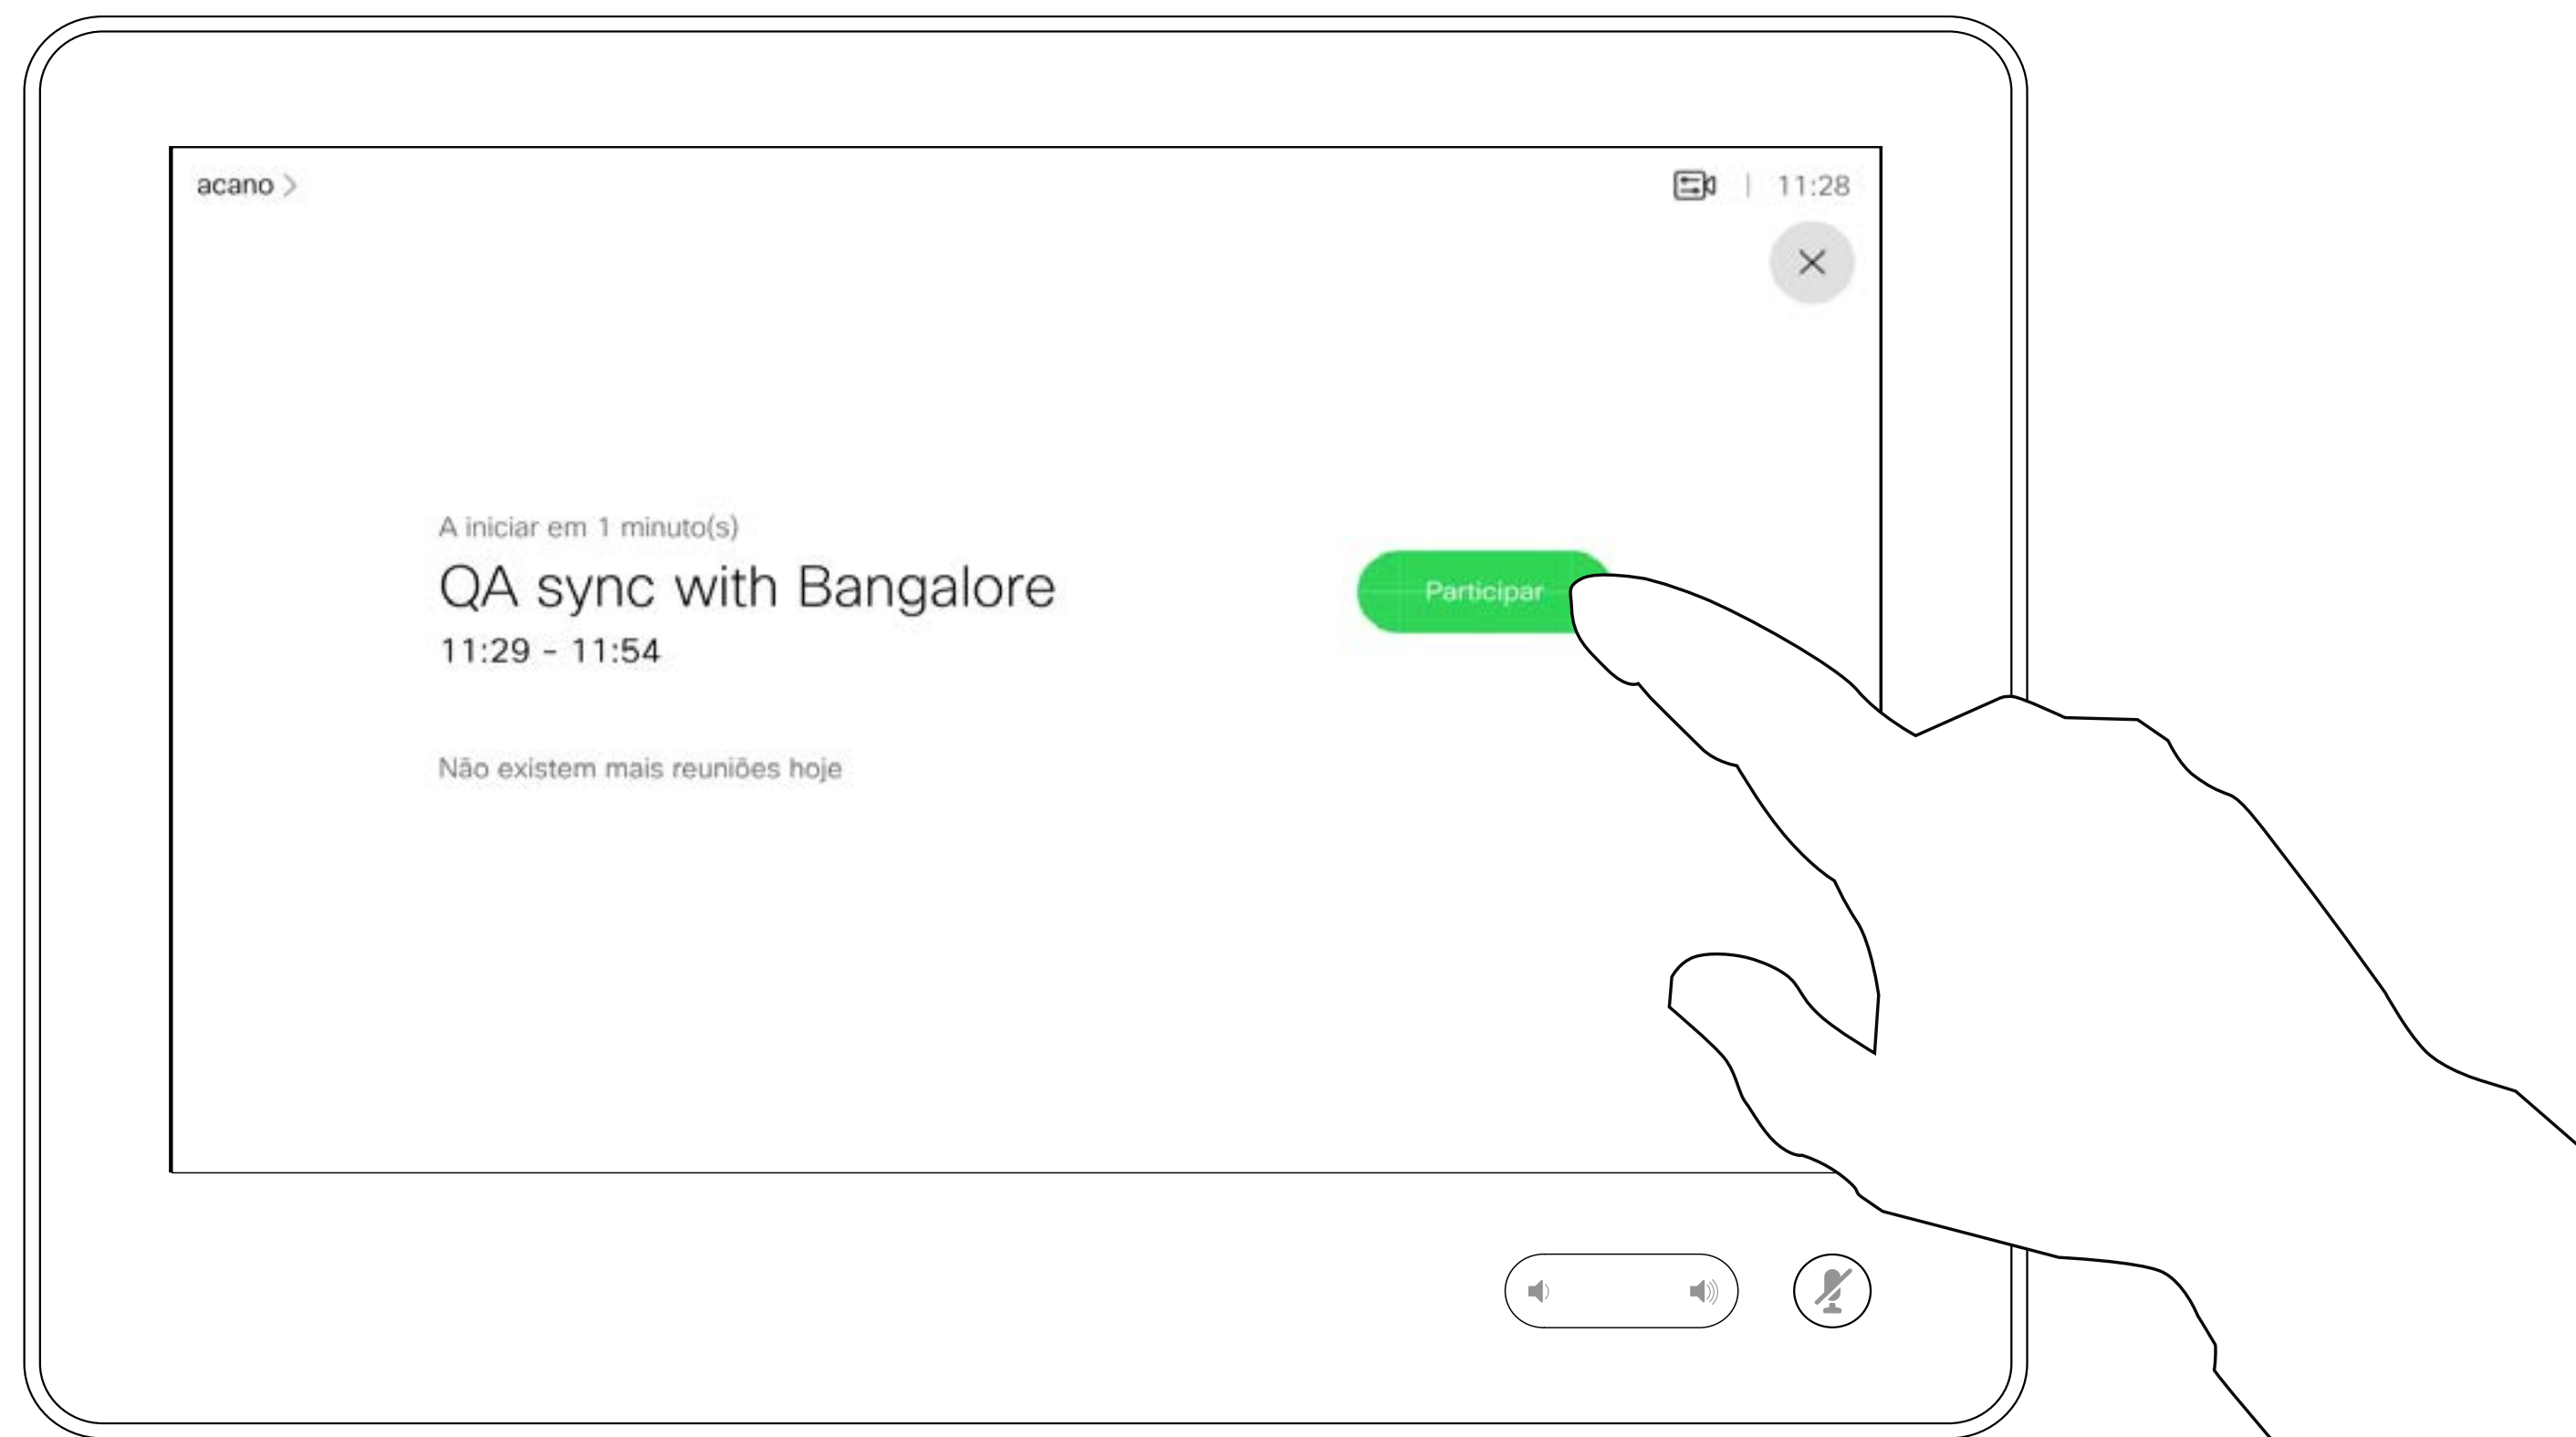 acano
11:28
A iniciar em 1 minuto(s)
QA sync with Bangalore
11:29 - 11:54
Participar
Não existem mais reuniões hoje